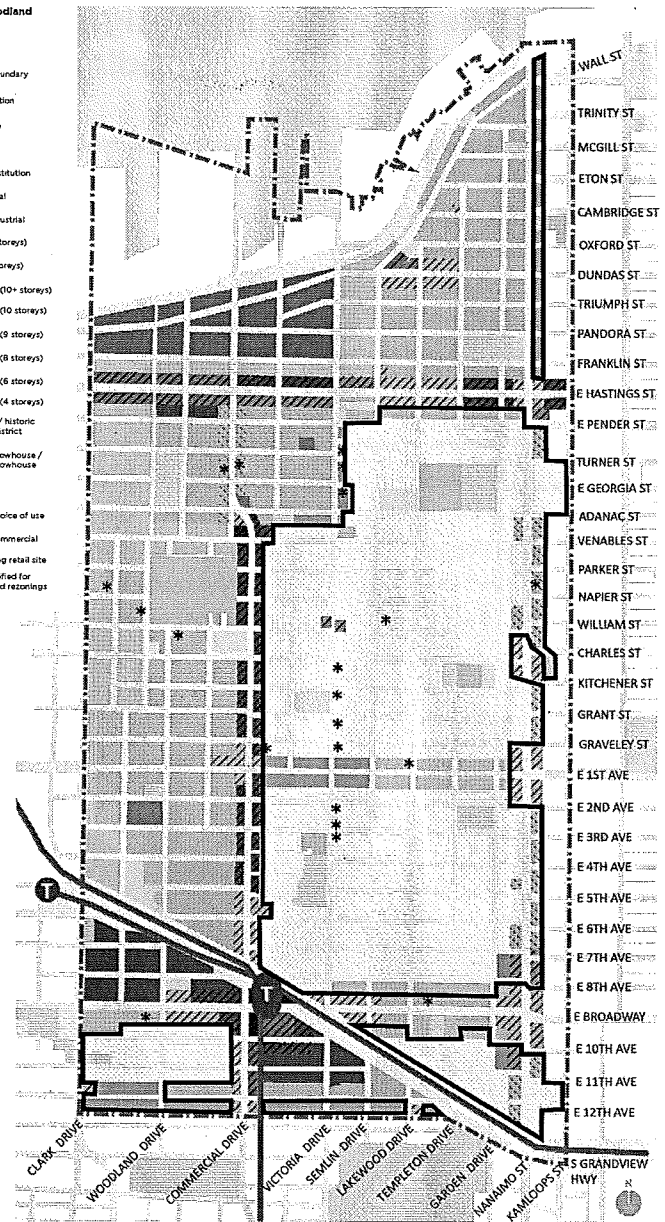 odland
undary
tion
stitution
al
ustrial
toreys)
oreys)
(10+ storeys)
(10 storeys)
(9 storeys)
(8 storeys)
(6 storeys)
(4 storeys)
/ historic
istrict
owhouse /
owhouse
oice of use
mmercial
ng retail site
fied for
d rezonings
WALL ST
TRINITY ST
MCGILL ST
ETON ST
CAMBRIDGE ST
OXFORD ST
DUNDAS ST
TRIUMPH ST
PANDORA ST
FRANKLIN ST
E HASTINGS ST
E PENDER ST
TURNER ST
E GEORGIA ST
ADANAC ST
VENABLES ST
PARKER ST
NAPIER ST
WILLIAM ST
CHARLES ST
KITCHENER ST
GRANT ST
GRAVELEY ST
E 1ST AVE
E 2ND AVE
E 3RD AVE
E 4TH AVE
E 5TH AVE
E 6TH AVE
E 7TH AVE
E 8TH AVE
E BROADWAY
E 10TH AVE
E 11TH AVE
E 12TH AVE
T
T
CLARK DRIVE
WOODLAND DRIVE
COMMERCIAL DRIVE
VICTORIA DRIVE
SEMLIN DRIVE
LAKEWOOD DRIVE
TEMPLETON DRIVE
GARDEN DRIVE
NANAIMO ST
KAMLOOPS ST
S GRANDVIEW
HWY
N